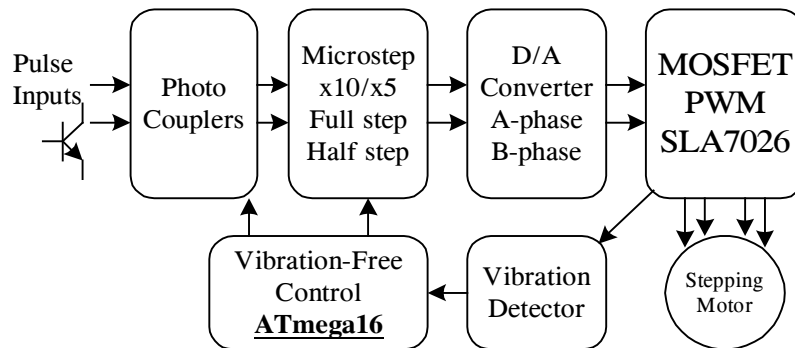 Pulse
Inputs
Photo
Couplers
Microstep
x10/x5
Full step
Half step
D/A
Converter
A-phase
B-phase
MOSFET
PWM
SLA7026
Vibration-Free
Control
ATmega16
Vibration
Detector
Stepping
Motor